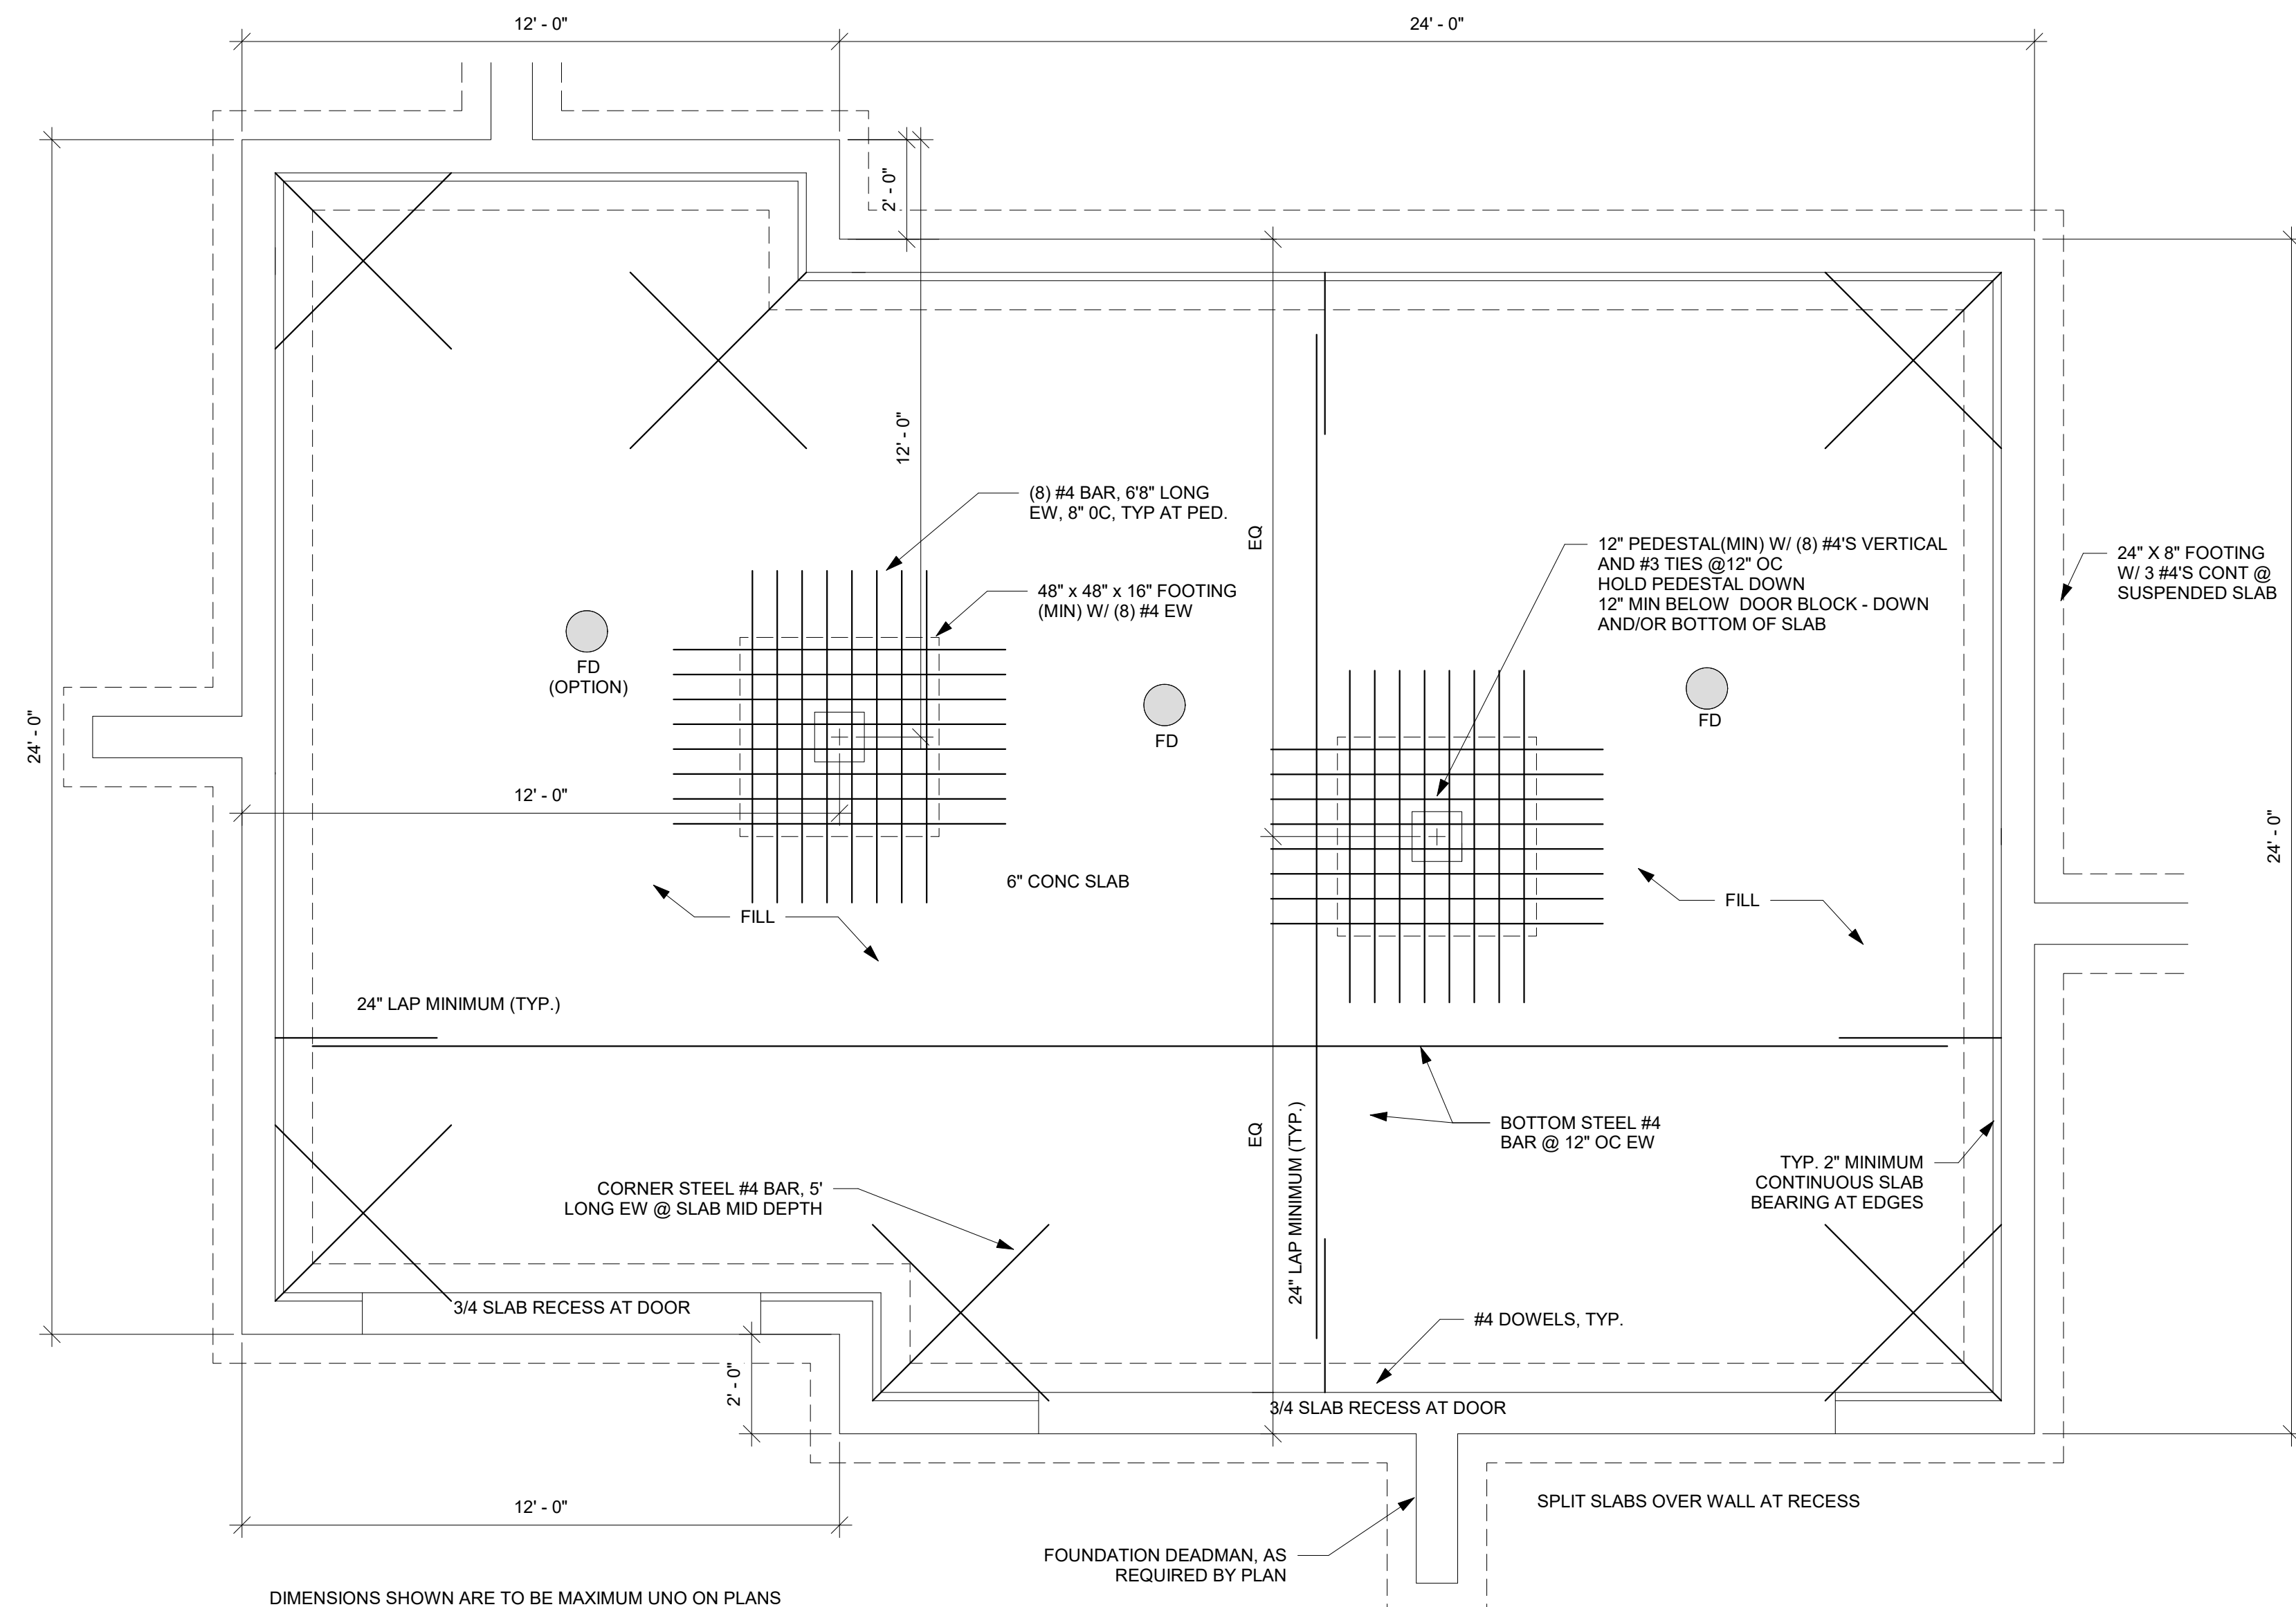 12' - 0"
24' - 0"
2' - 0"
12' - 0"
(8) #4 BAR, 6'8" LONG
EW, 8" 0C, TYP AT PED.
EQ
12" PEDESTAL(MIN) W/ (8) #4'S VERTICAL
AND #3 TIES @12" OC
HOLD PEDESTAL DOWN
12" MIN BELOW  DOOR BLOCK - DOWN
AND/OR BOTTOM OF SLAB
24" X 8" FOOTING
W/ 3 #4'S CONT @
SUSPENDED SLAB
48" x 48" x 16" FOOTING
(MIN) W/ (8) #4 EW
FD
(OPTION)
FD
FD
24' - 0"
12' - 0"
24' - 0"
6" CONC SLAB
FILL
FILL
24" LAP MINIMUM (TYP.)
EQ
24" LAP MINIMUM (TYP.)
BOTTOM STEEL #4
BAR @ 12" OC EW
TYP. 2" MINIMUM
CONTINUOUS SLAB
BEARING AT EDGES
CORNER STEEL #4 BAR, 5'
LONG EW @ SLAB MID DEPTH
3/4 SLAB RECESS AT DOOR
#4 DOWELS, TYP.
2' - 0"
3/4 SLAB RECESS AT DOOR
12' - 0"
SPLIT SLABS OVER WALL AT RECESS
FOUNDATION DEADMAN, AS
REQUIRED BY PLAN
DIMENSIONS SHOWN ARE TO BE MAXIMUM UNO ON PLANS